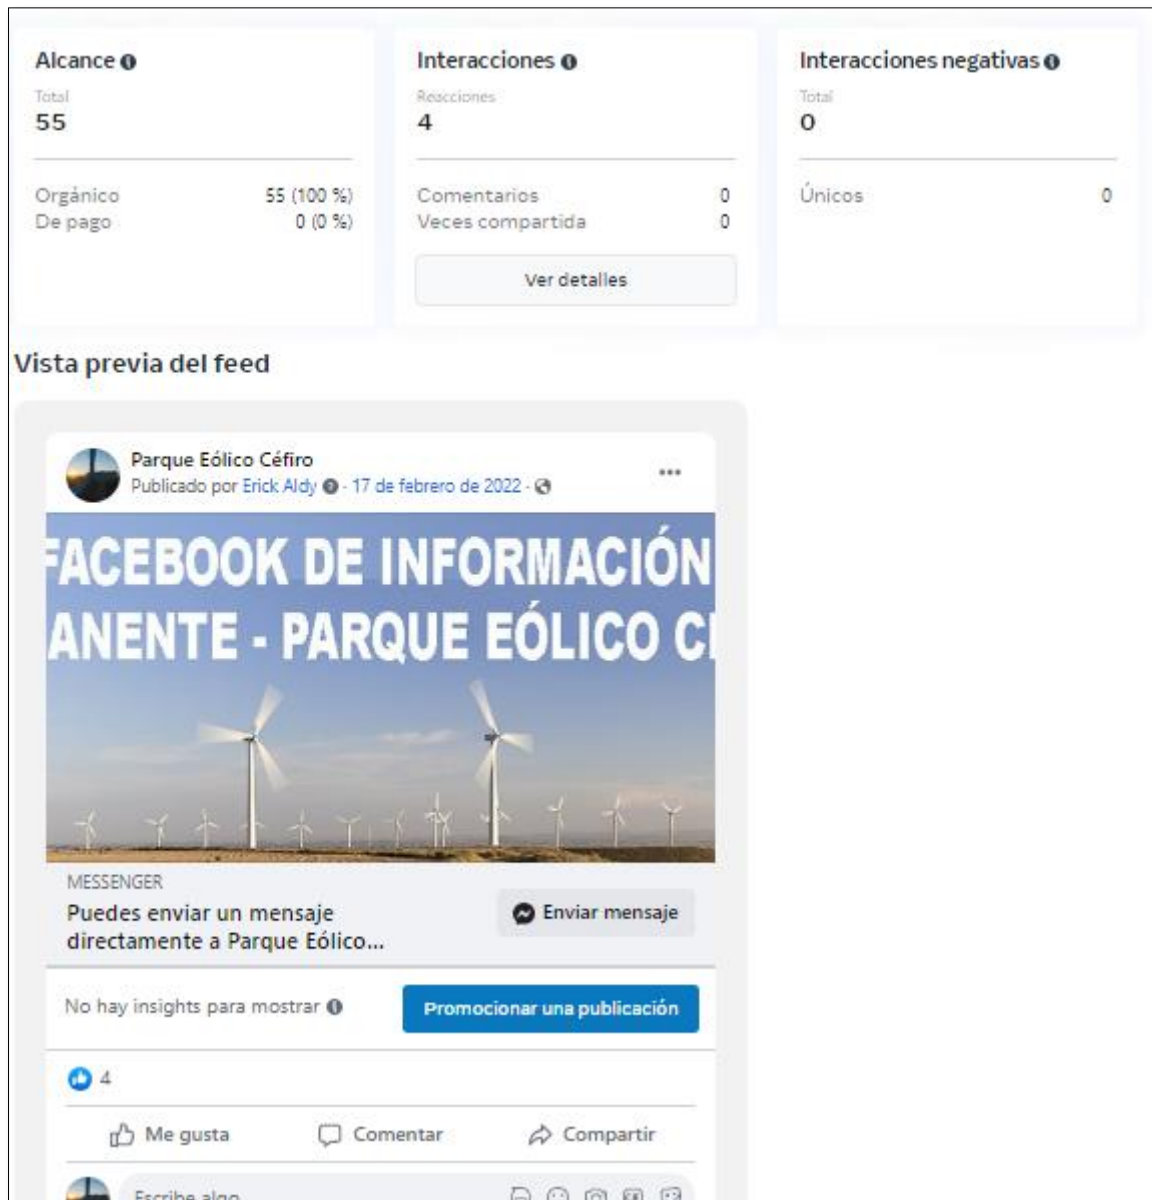 Alcance
Total
55
Orgánico 55 (100 %)
De pago 0 (0 %)
Interacciones
Reacciones
4
Comentarios 0
Veces compartida 0
Ver detalles
Interacciones negativas
Total
0
Únicos 0
Vista previa del feed
Parque Eólico Céfiro
Publicado por Erick Aldy · 17 de febrero de 2022 ·
FACEBOOK DE INFORMACIÓN
ANENTE - PARQUE EÓLICO CÉ
MESSENGER
Puedes enviar un mensaje
directamente a Parque Eólico...
Enviar mensaje
No hay insights para mostrar
Promocionar una publicación
4
Me gusta Comentar Compartir
Escribe algo